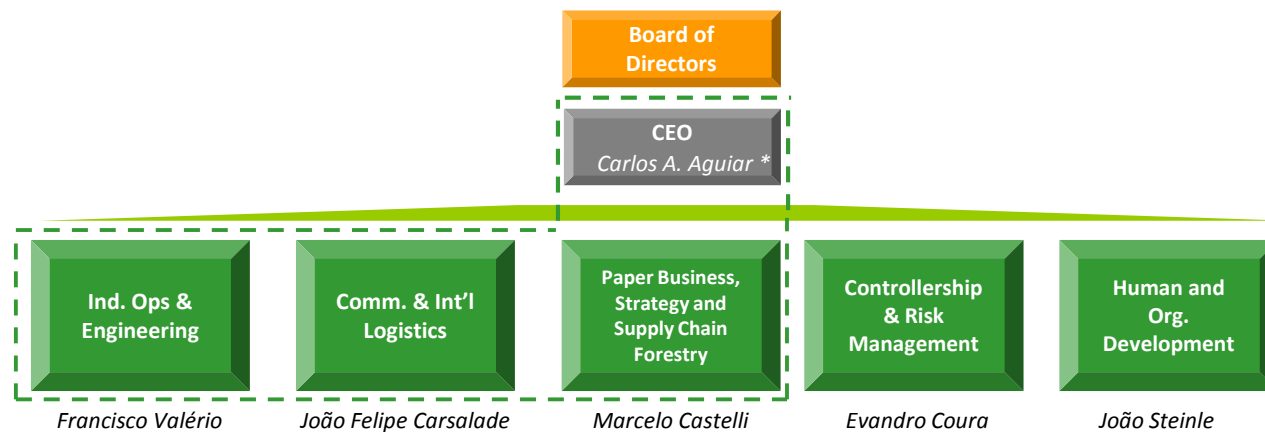 Board of
Directors
CEO
Carlos A. Aguiar *
Ind. Ops &
Engineering
Comm. & Int’l
Logistics
Paper Business,
Strategy and
Supply Chain
Forestry
Controllership
& Risk
Management
Human and
Org.
Development
Francisco Valério
João Felipe Carsalade
Marcelo Castelli
Evandro Coura
João Steinle